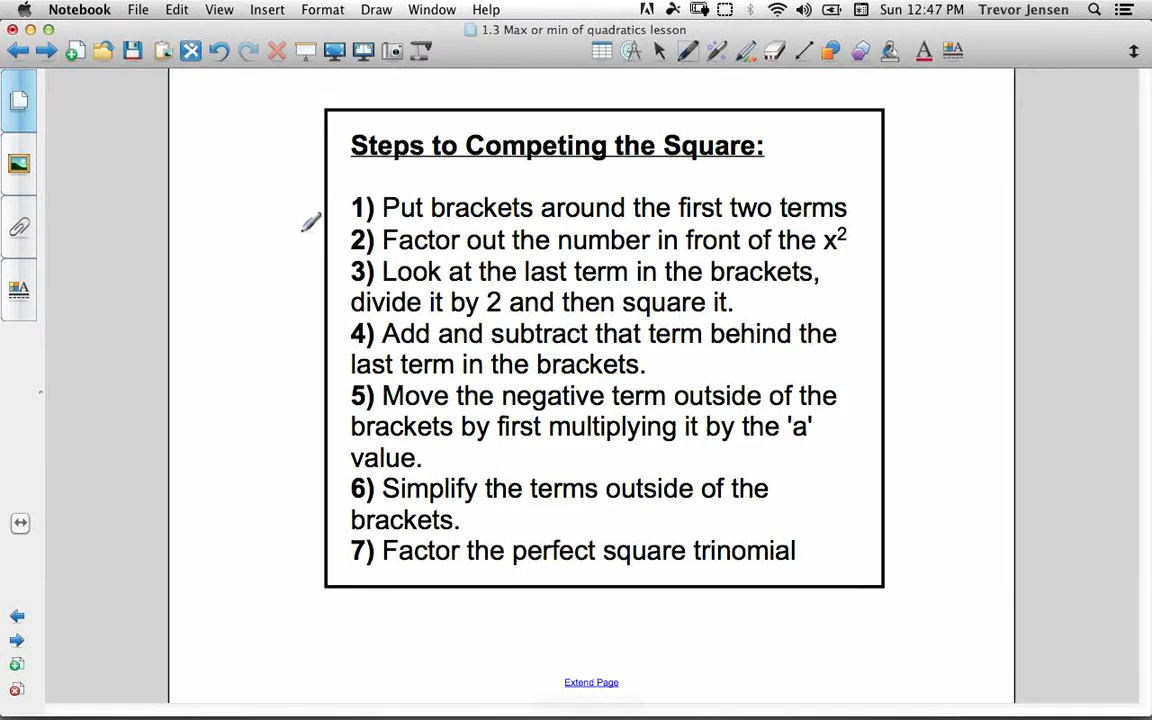 Notebook File Edit View Insert Format Draw Window Help Sun 12:47 PM Trevor Jensen
1.3 Max or min of quadratics lesson
Steps to Competing the Square:
1) Put brackets around the first two terms
2) Factor out the number in front of the x²
3) Look at the last term in the brackets,
divide it by 2 and then square it.
4) Add and subtract that term behind the
last term in the brackets.
5) Move the negative term outside of the
brackets by first multiplying it by the 'a'
value.
6) Simplify the terms outside of the
brackets.
7) Factor the perfect square trinomial
Extend Page